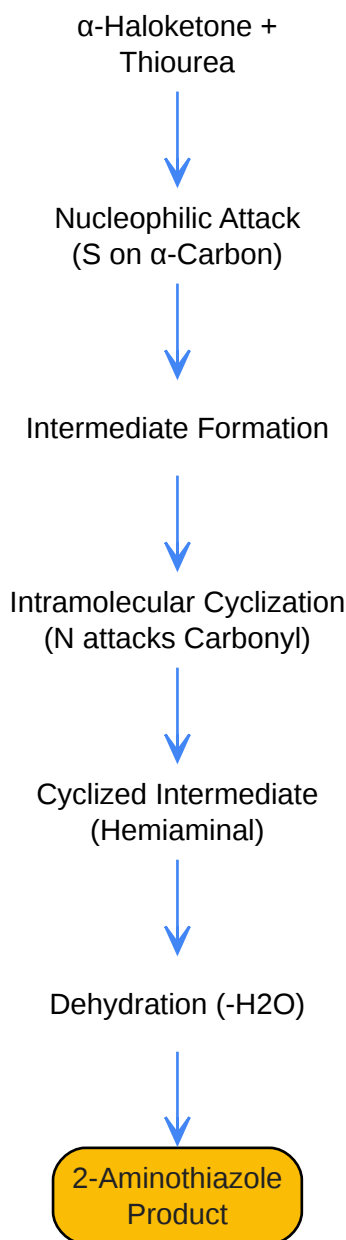 α-Haloketone +
Thiourea
Nucleophilic Attack
(S on α-Carbon)
Intermediate Formation
Intramolecular Cyclization
(N attacks Carbonyl)
Cyclized Intermediate
(Hemiaminal)
Dehydration (-H2O)
2-Aminothiazole
Product